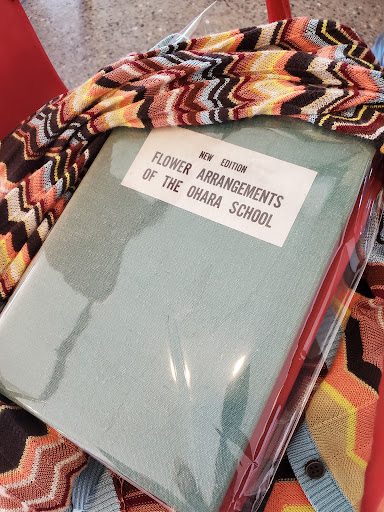 NEW EDITION
FLOWER ARRANGEMENTS
OF THE OHARA SCHOOL